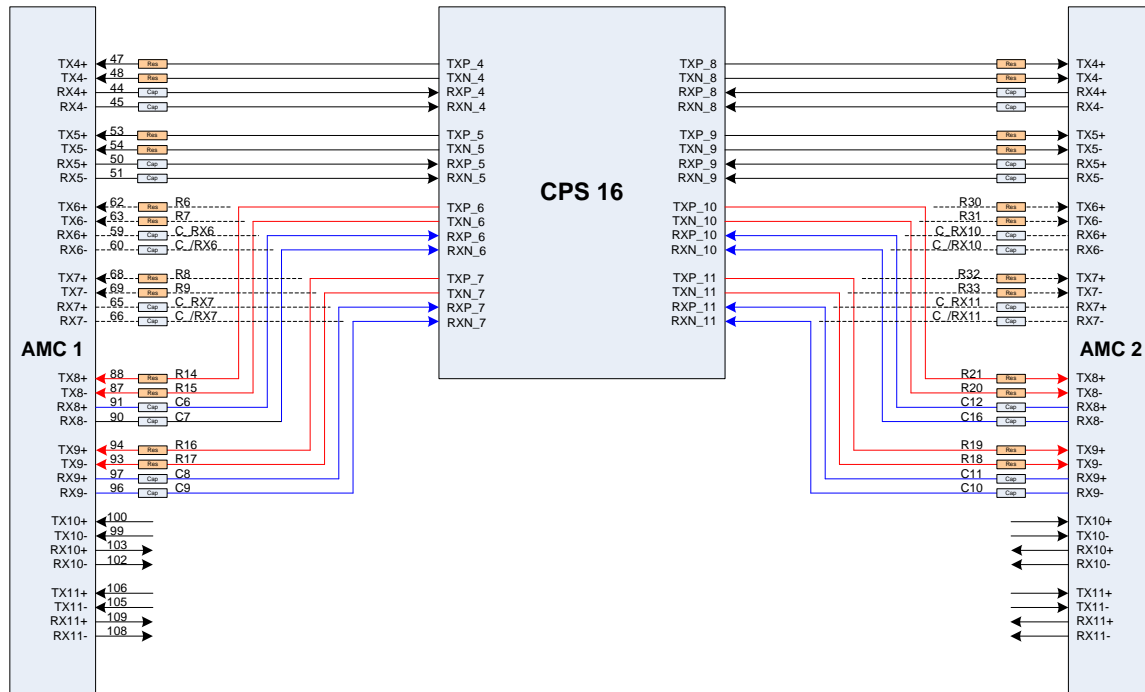 TX4+ 47 Res TXP_4 TXP_8 Res TX4+
TX4- 48 Res TXN_4 TXN_8 Res TX4-
RX4+ 44 Cap RXP_4 RXP_8 Cap RX4+
RX4- 45 Cap RXN_4 RXN_8 Cap RX4-
TX5+ 53 Res TXP_5 TXP_9 Res TX5+
TX5- 54 Res TXN_5 TXN_9 Res TX5-
RX5+ 50 Cap RXP_5 RXP_9 Cap RX5+
RX5- 51 Cap RXN_5 RXN_9 Cap RX5-
CPS 16
TX6+ 62 Res R6 TXP_6 TXP_10 R30 Res TX6+
TX6- 63 Res R7 TXN_6 TXN_10 R31 Res TX6-
RX6+ 59 Cap C_RX6 RXP_6 RXP_10 C_RX10 Cap RX6+
RX6- 60 Cap C_/RX6 RXN_6 RXN_10 C_/RX10 Cap RX6-
TX7+ 68 Res R8 TXP_7 TXP_11 R32 Res TX7+
TX7- 69 Res R9 TXN_7 TXN_11 R33 Res TX7-
RX7+ 65 Cap C_RX7 RXP_7 RXP_11 C_RX11 Cap RX7+
RX7- 66 Cap C_/RX7 RXN_7 RXN_11 C_/RX11 Cap RX7-
AMC 1 AMC 2
TX8+ 88 Res R14 R21 Res TX8+
TX8- 87 Res R15 R20 Res TX8-
RX8+ 91 Cap C6 C12 Cap RX8+
RX8- 90 Cap C7 C16 Cap RX8-
TX9+ 94 Res R16 R19 Res TX9+
TX9- 93 Res R17 R18 Res TX9-
RX9+ 97 Cap C8 C11 Cap RX9+
RX9- 96 Cap C9 C10 Cap RX9-
TX10+ 100 TX10+
TX10- 99 TX10-
RX10+ 103 RX10+
RX10- 102 RX10-
TX11+ 106 TX11+
TX11- 105 TX11-
RX11+ 109 RX11+
RX11- 108 RX11-